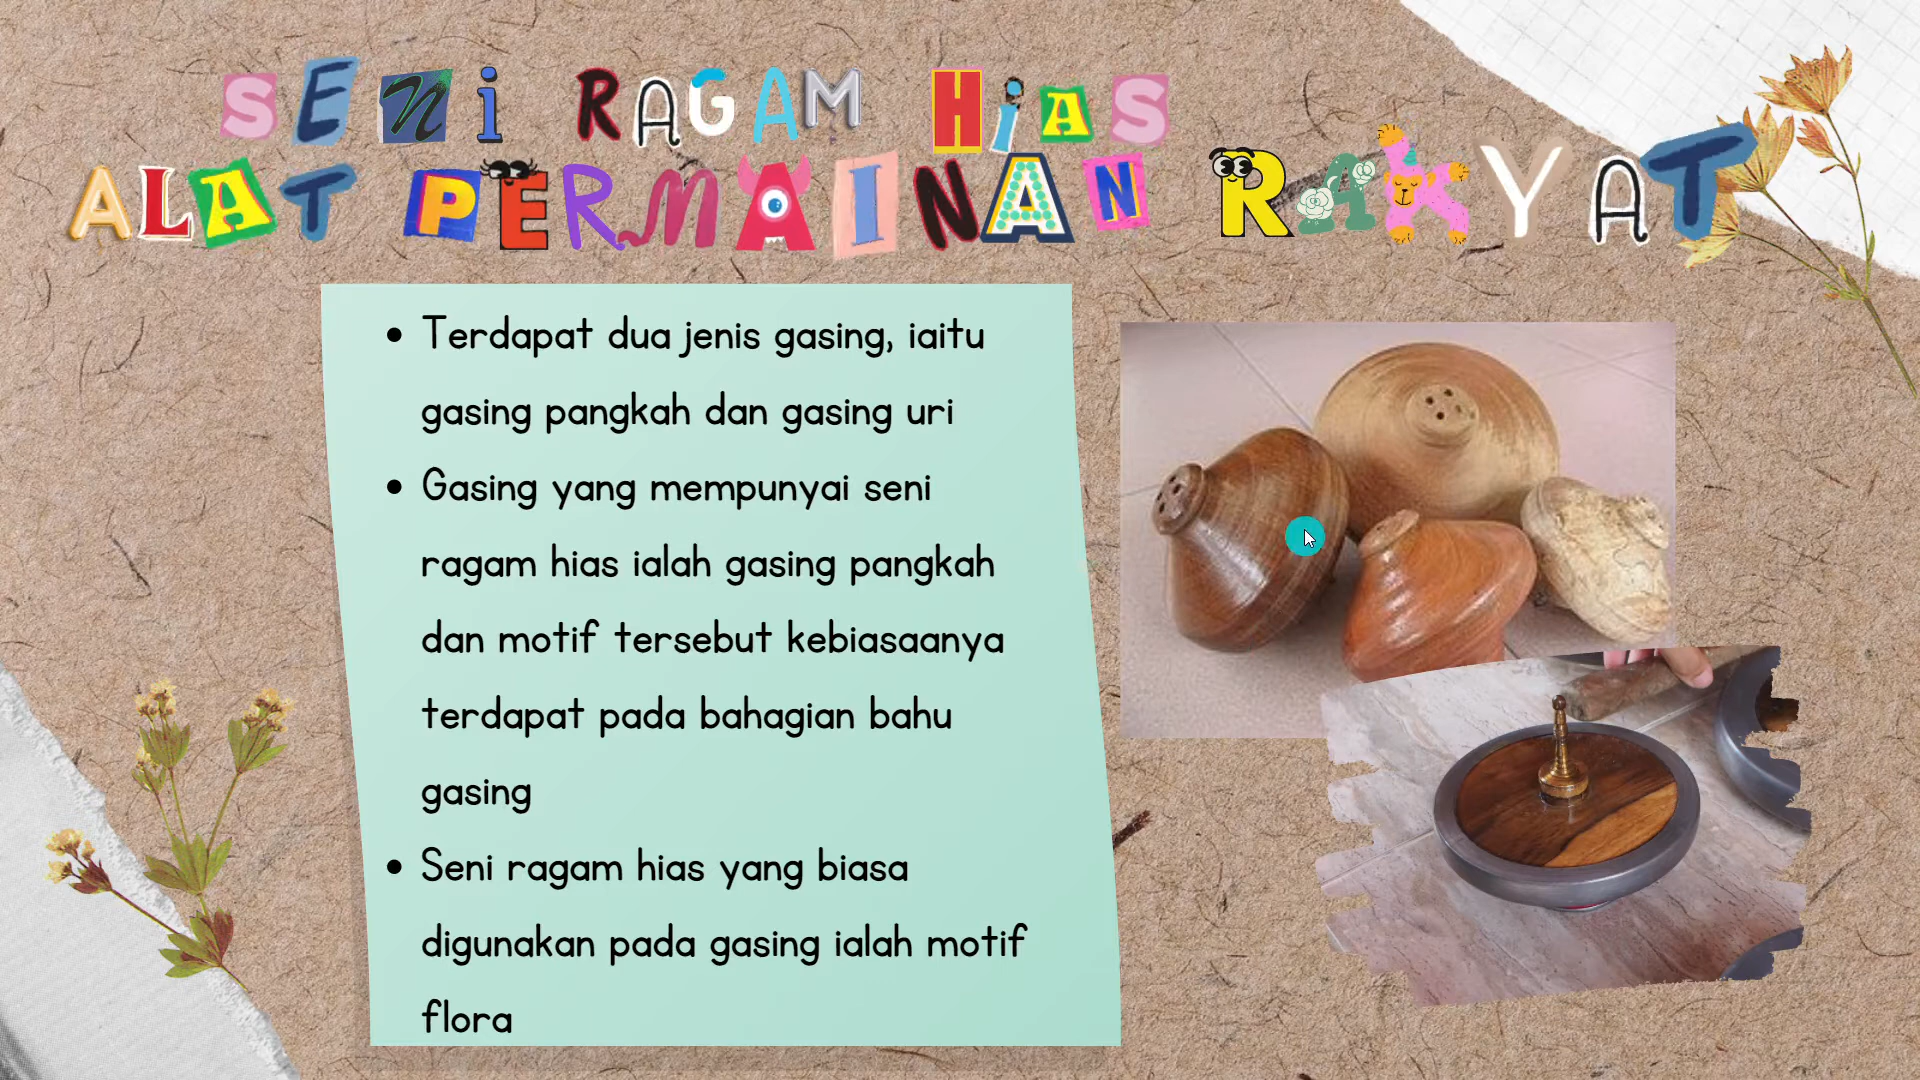 SENi RAGAM HiAS
ALAT PERMAINAN RAKYAT
• Terdapat dua jenis gasing, iaitu
gasing pangkah dan gasing uri
• Gasing yang mempunyai seni
ragam hias ialah gasing pangkah
dan motif tersebut kebiasaanya
terdapat pada bahagian bahu
gasing
• Seni ragam hias yang biasa
digunakan pada gasing ialah motif
flora